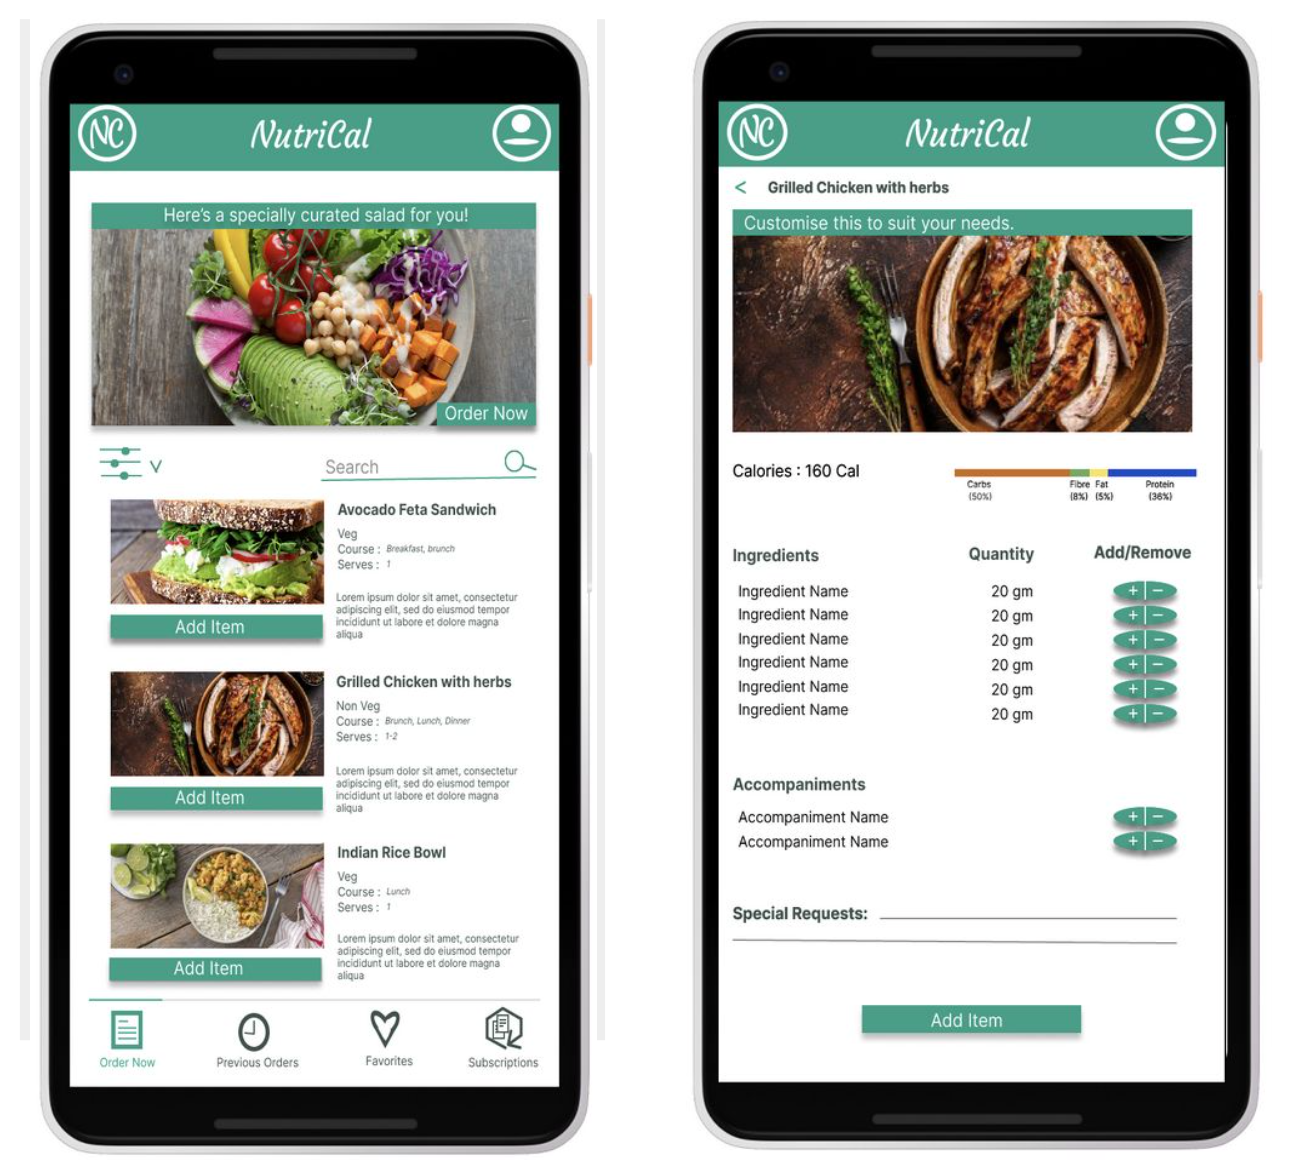 NC
NutriCal
Here's a specially curated salad for you!
Order Now
Search
Avocado Feta Sandwich
Veg
Course : Breakfast, brunch
Serves : 1
Lorem ipsum dolor sit amet, consectetur
adipiscing elit, sed do eiusmod tempor
incididunt ut labore et dolore magna
aliqua
Add Item
Grilled Chicken with herbs
Non Veg
Course : Brunch, Lunch, Dinner
Serves : 1-2
Lorem ipsum dolor sit amet, consectetur
adipiscing elit, sed do eiusmod tempor
incididunt ut labore et dolore magna
aliqua
Add Item
Indian Rice Bowl
Veg
Course : Lunch
Serves : 1
Lorem ipsum dolor sit amet, consectetur
adipiscing elit, sed do eiusmod tempor
incididunt ut labore et dolore magna
aliqua
Add Item
Order Now
Previous Orders
Favorites
Subscriptions
NC
NutriCal
< Grilled Chicken with herbs
Customise this to suit your needs.
Calories : 160 Cal
Carbs Fibre Fat Protein
(50%) (8%) (5%) (36%)
Ingredients Quantity Add/Remove
Ingredient Name 20 gm + −
Ingredient Name 20 gm + −
Ingredient Name 20 gm + −
Ingredient Name 20 gm + −
Ingredient Name 20 gm + −
Ingredient Name 20 gm + −
Accompaniments
Accompaniment Name + −
Accompaniment Name + −
Special Requests:
Add Item